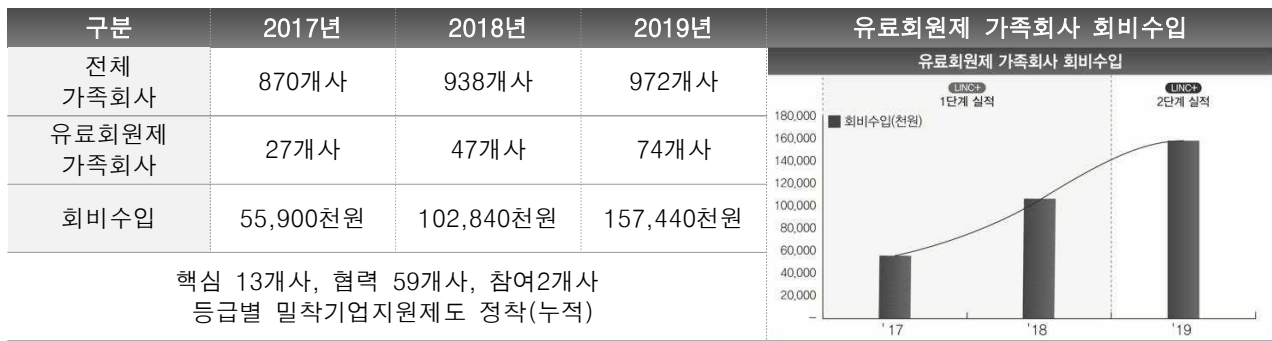 구분 2017년 2018년 2019년 유료회원제 가족회사 회비수입
전체
가족회사
870개사 938개사 972개사
유료회원제
가족회사
27개사 47개사 74개사
회비수입 55,900천원 102,840천원 157,440천원
핵심 13개사, 협력 59개사, 참여2개사
등급별 밀착기업지원제도 정착(누적)
유료회원제 가족회사 회비수입
LINC+
1단계 실적
LINC+
2단계 실적
회비수입(천원)
180,000
160,000
140,000
120,000
100,000
80,000
60,000
40,000
20,000
–
'17 '18 '19